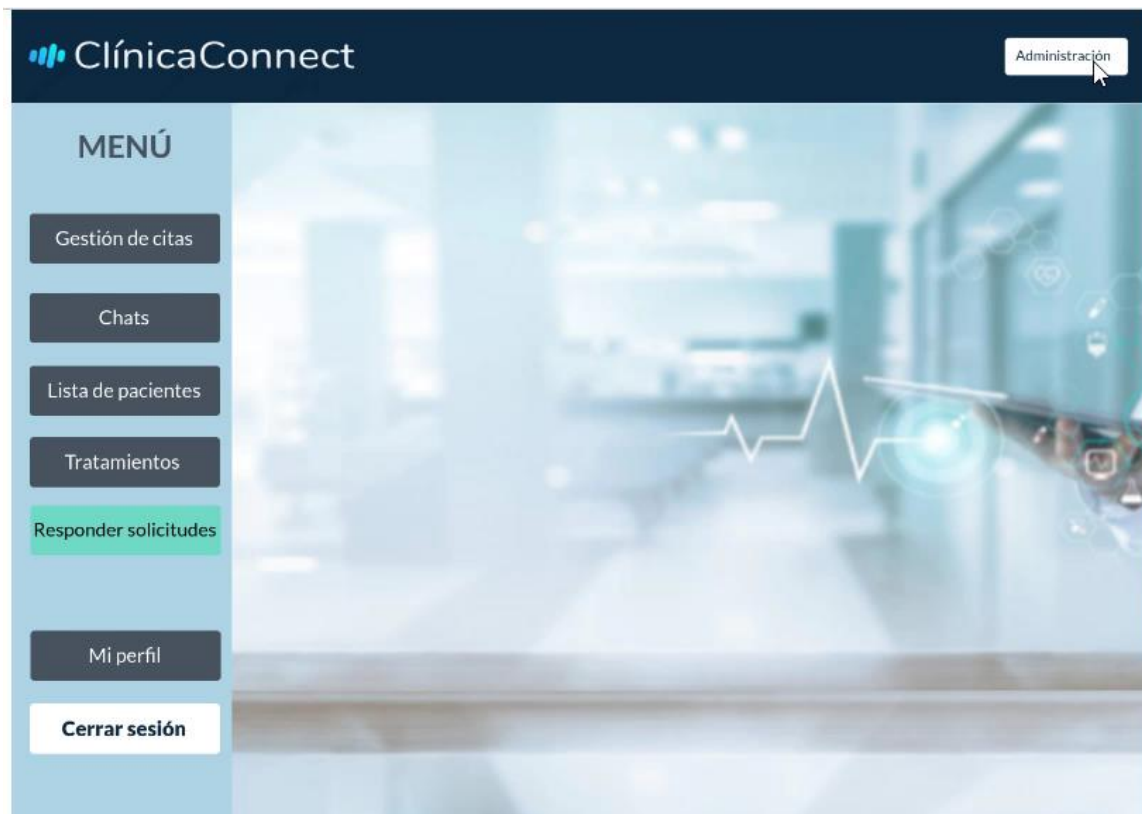 ClínicaConnect
Administración
MENÚ
Gestión de citas
Chats
Lista de pacientes
Tratamientos
Responder solicitudes
Mi perfil
Cerrar sesión